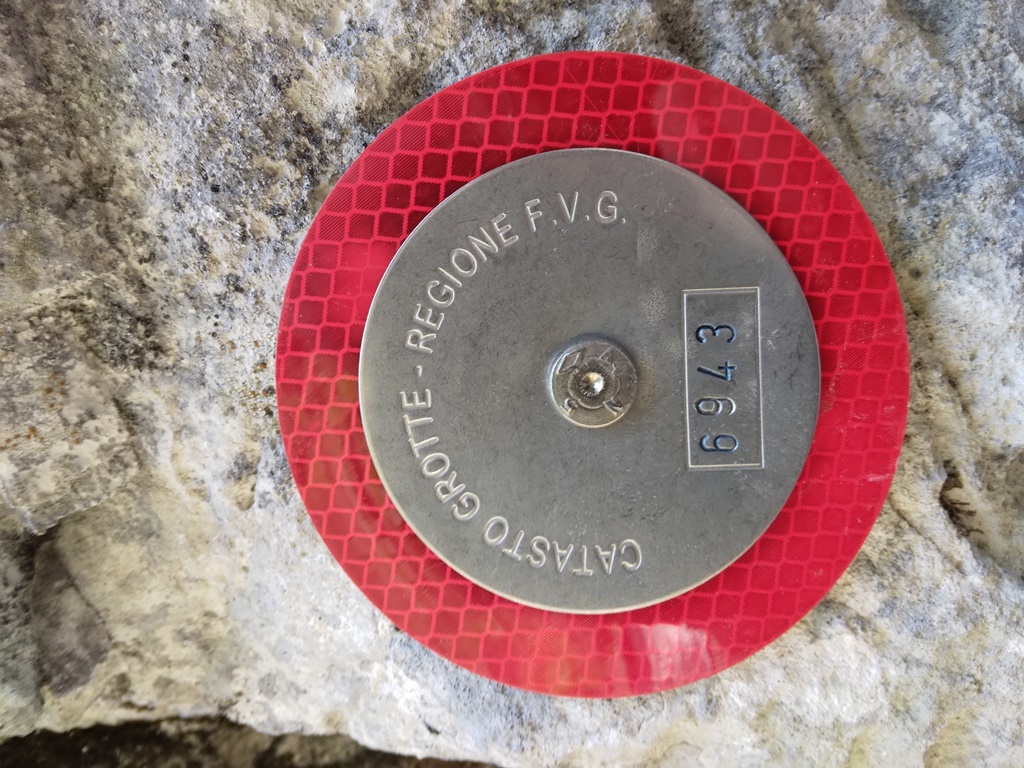 CATASTO GROTTE - REGIONE F.V.G.
6943